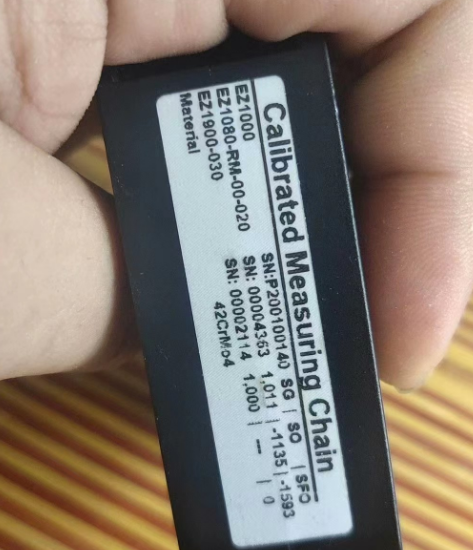 Calibrated Measuring Chain
EZ1000 SN:P200100140 SG | SO | SFO
EZ1080-RM-00-020 SN: 00004363 1,011 | -1135 | -1593
EZ1900-030 SN: 00002114 1,000 | — | 0
Material 42CrMo4